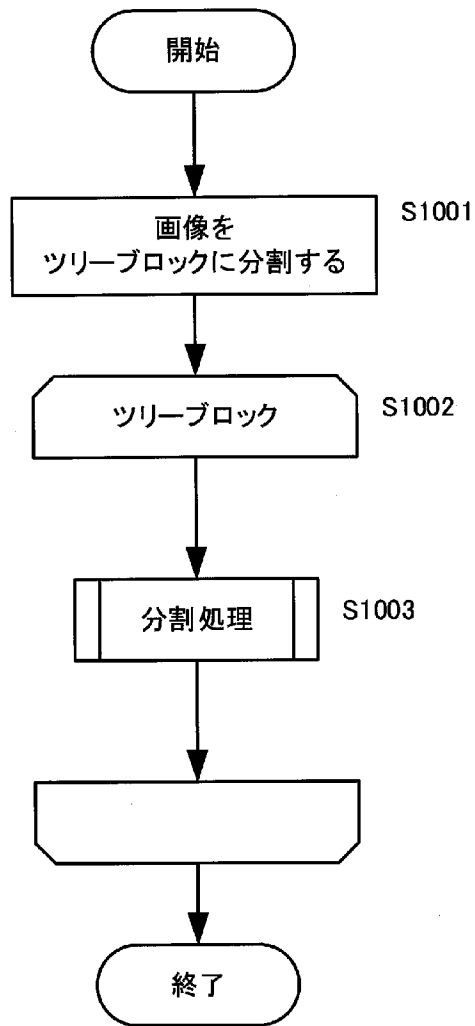 開始
画像を
ツリーブロックに分割する
S1001
ツリーブロック
S1002
分割処理
S1003
終了